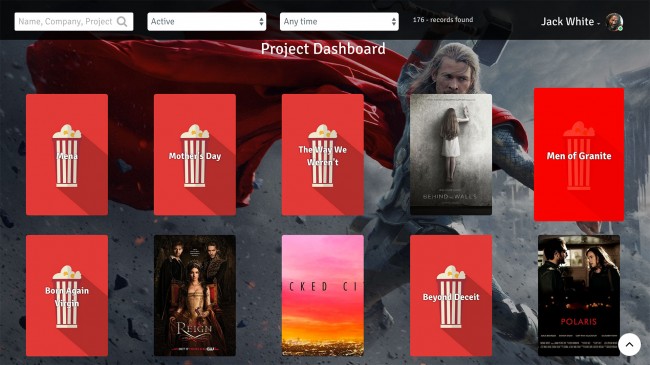 Name, Company, Project
Active
Any time
176 - records found
Jack White
Project Dashboard
Mena
Mother's Day
The Way We
Weren't
BEHIND the WALLS
Men of Granite
Born Again
Virgin
REIGN
CW
CKED CI
Beyond Deceit
POLARIS